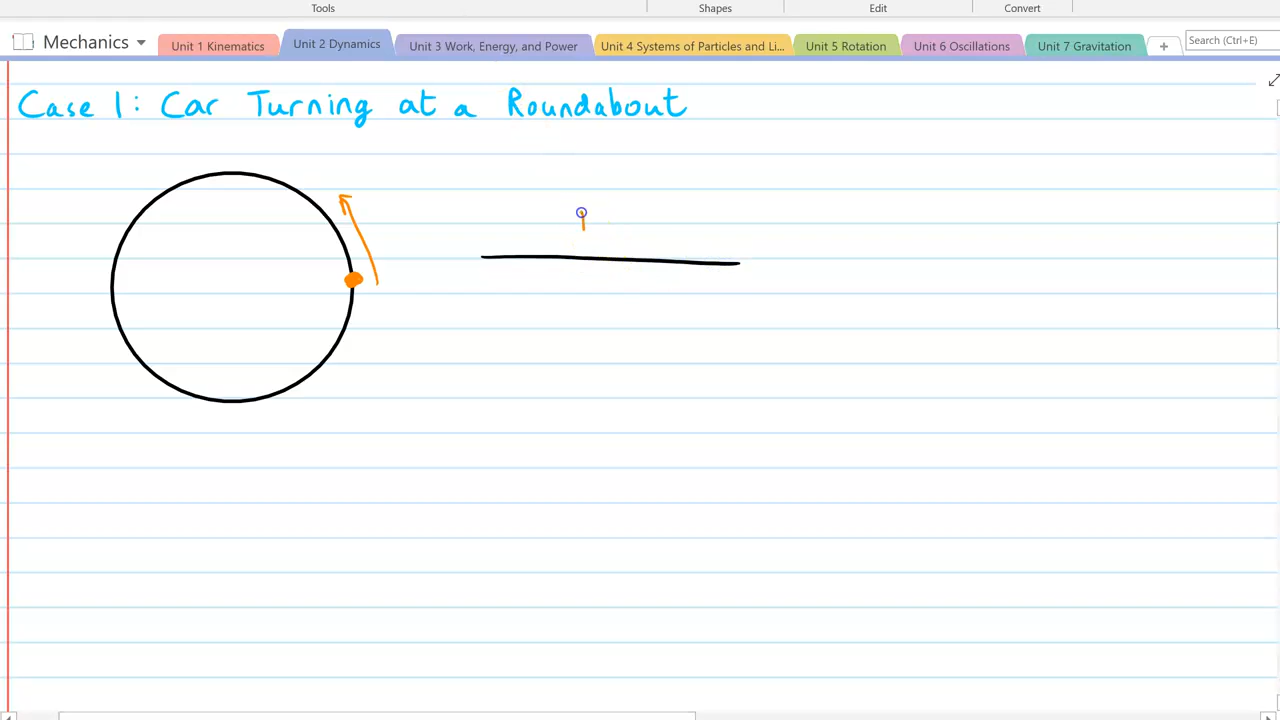 Tools Shapes Edit Convert
Mechanics Unit 1 Kinematics Unit 2 Dynamics Unit 3 Work, Energy, and Power Unit 4 Systems of Particles and Li... Unit 5 Rotation Unit 6 Oscillations Unit 7 Gravitation + Search (Ctrl+E)
Case 1: Car Turning at a Roundabout